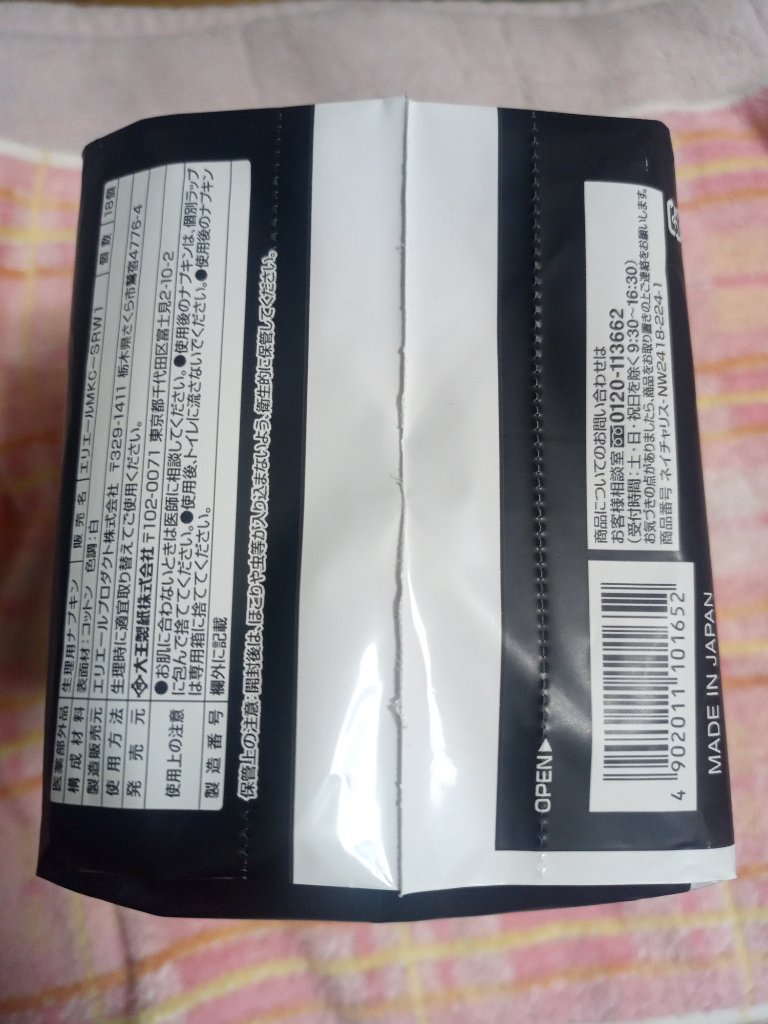 医薬部外品 生理用ナプキン 販売名 エリエールMKC-SRW1 個数 18個
構成材料 表面材：コットン 色調：白
製造販売元 エリエールプロダクト株式会社 〒329-1411 栃木県さくら市鷲宿4776-4
使用方法 生理時に適宜取り替えてご使用ください。
発売元 大王製紙株式会社 〒102-0071 東京都千代田区富士見2-10-2
使用上の注意 ●お肌に合わないときは医師に相談してください。●使用後のナプキンは、個別ラップ
に包んで捨ててください。●使用後、トイレに流さないでください。●使用後のナプキン
は専用箱に捨ててください。
製造番号 欄外に記載
保管上の注意：開封後は、ほこりや虫等が入り込まないよう、衛生的に保管してください。
OPEN▶
商品についてのお問い合わせは
お客様相談室 0120-113662
（受付時間：土・日・祝日を除く9:30～16:30）
お気づきの点がありましたら、商品をお取り置きの上ご連絡をお願いします。
商品番号 ネイチャリス・NW2418-224-1
4 902011 101652
MADE IN JAPAN